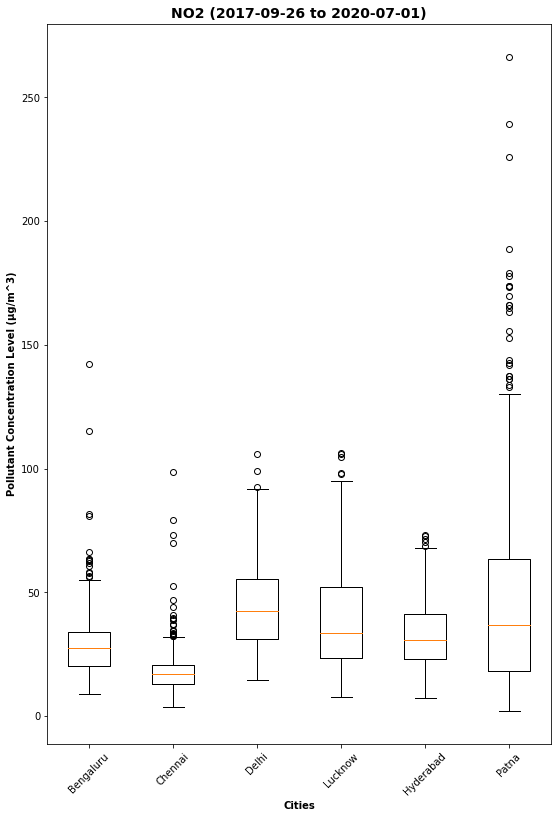 NO2 (2017-09-26 to 2020-07-01)
Pollutant Concentration Level (μg/m^3)
250
200
150
100
50
0
Bengaluru
Chennai
Delhi
Lucknow
Hyderabad
Patna
Cities